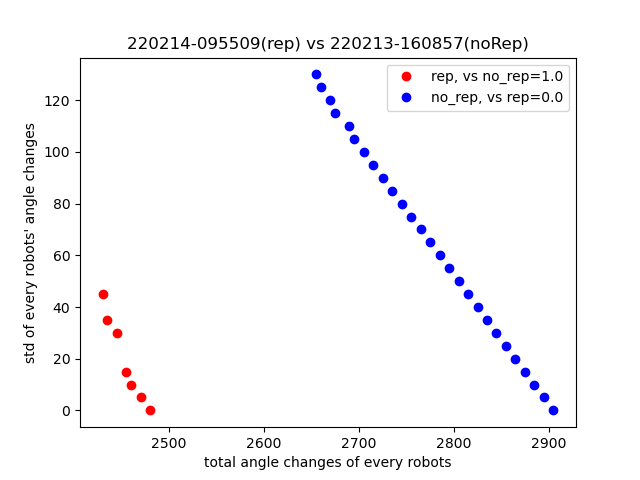 220214-095509(rep) vs 220213-160857(noRep)
rep, vs no_rep=1.0
no_rep, vs rep=0.0
std of every robots' angle changes
120
100
80
60
40
20
0
2500 2600 2700 2800 2900
total angle changes of every robots